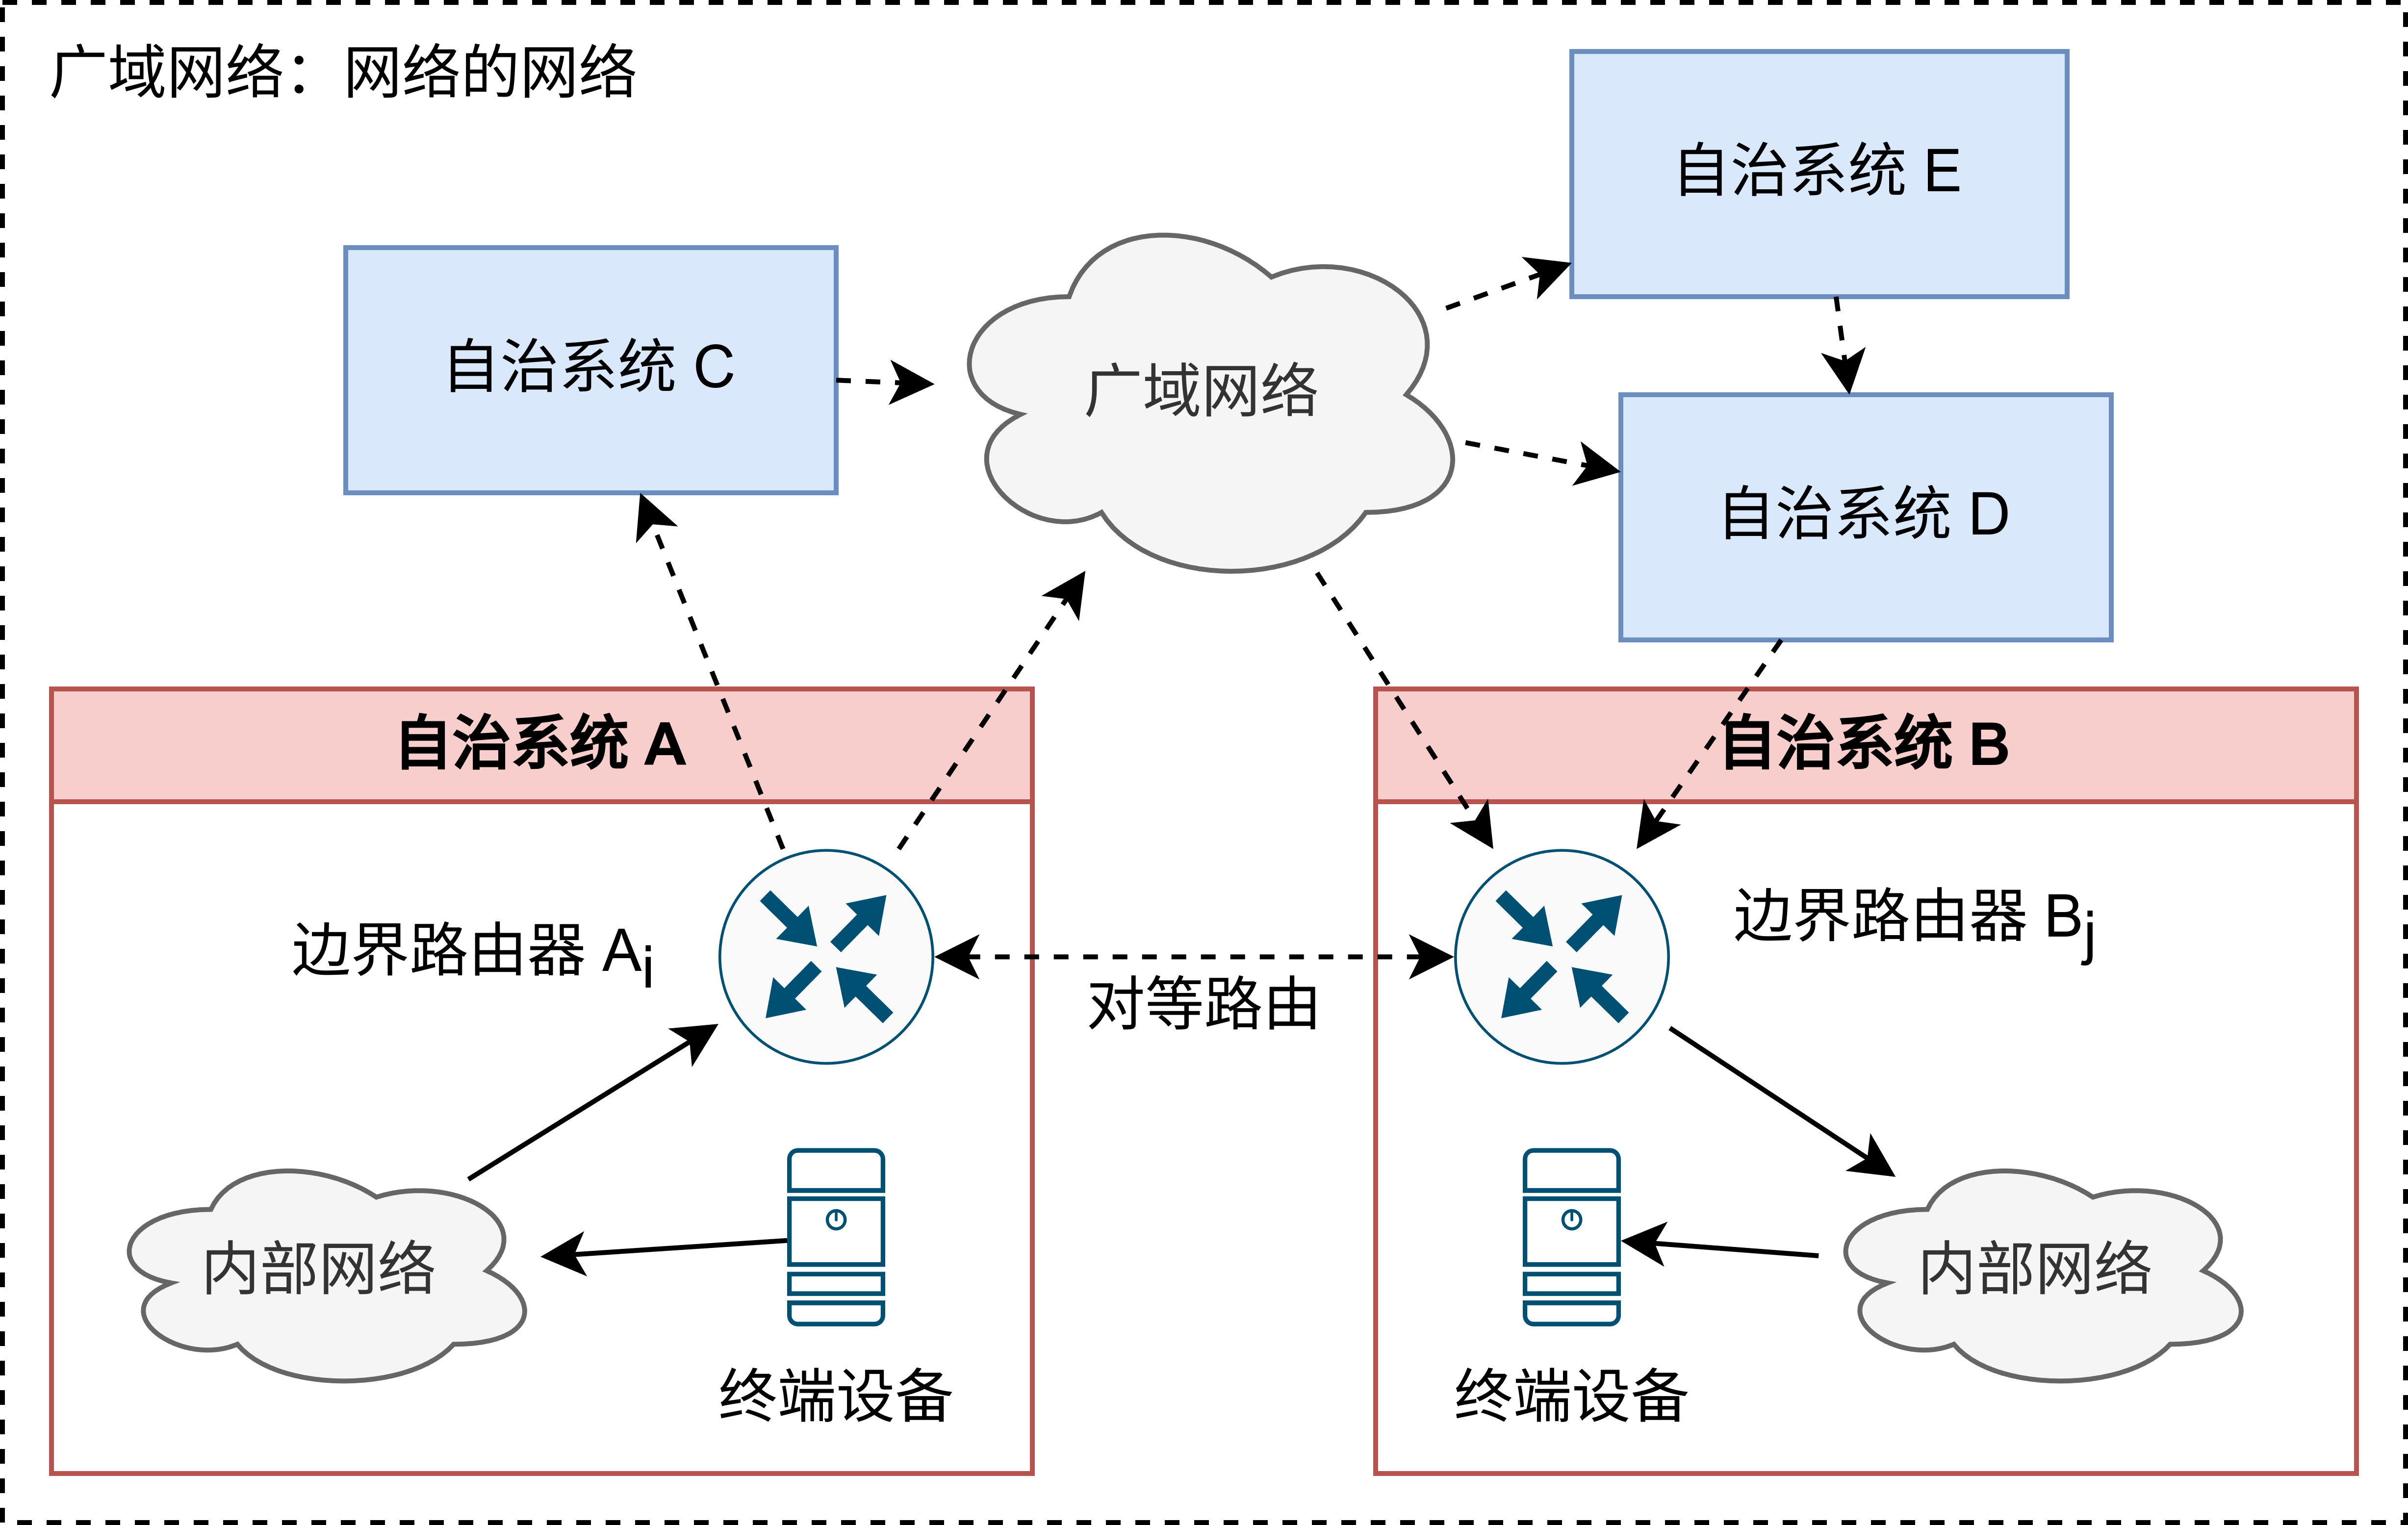 广域网络：网络的网络
自治系统 E
自治系统 C
广域网络
自治系统 D
自治系统 A
自治系统 B
边界路由器 Ai
边界路由器 Bj
对等路由
内部网络
内部网络
终端设备
终端设备